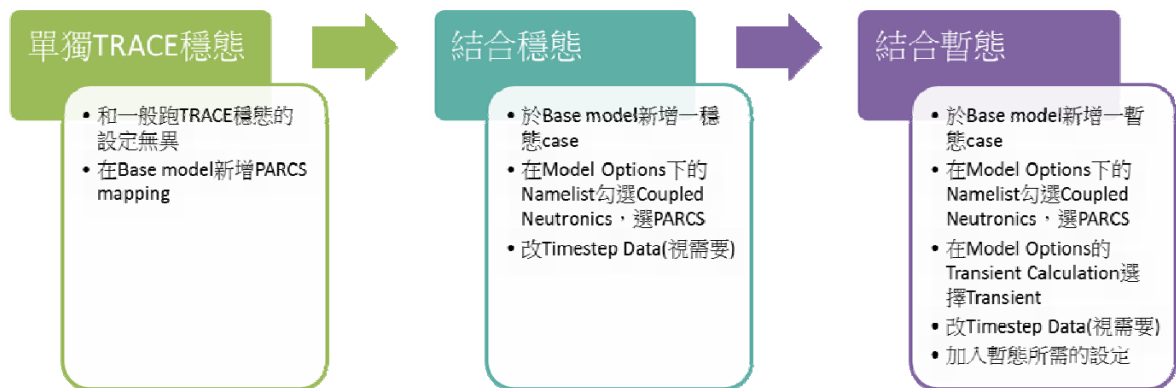 單獨TRACE穩態
• 和一般跑TRACE穩態的
設定無異
• 在Base model新增PARCS
mapping
結合穩態
• 於Base model新增一穩
態case
• 在Model Options下的
Namelist勾選Coupled
Neutronics，選PARCS
• 改Timestep Data(視需要)
結合暫態
• 於Base model新增一暫
態case
• 在Model Options下的
Namelist勾選Coupled
Neutronics，選PARCS
• 在Model Options的
Transient Calculation選
擇Transient
• 改Timestep Data(視需要)
• 加入暫態所需的設定